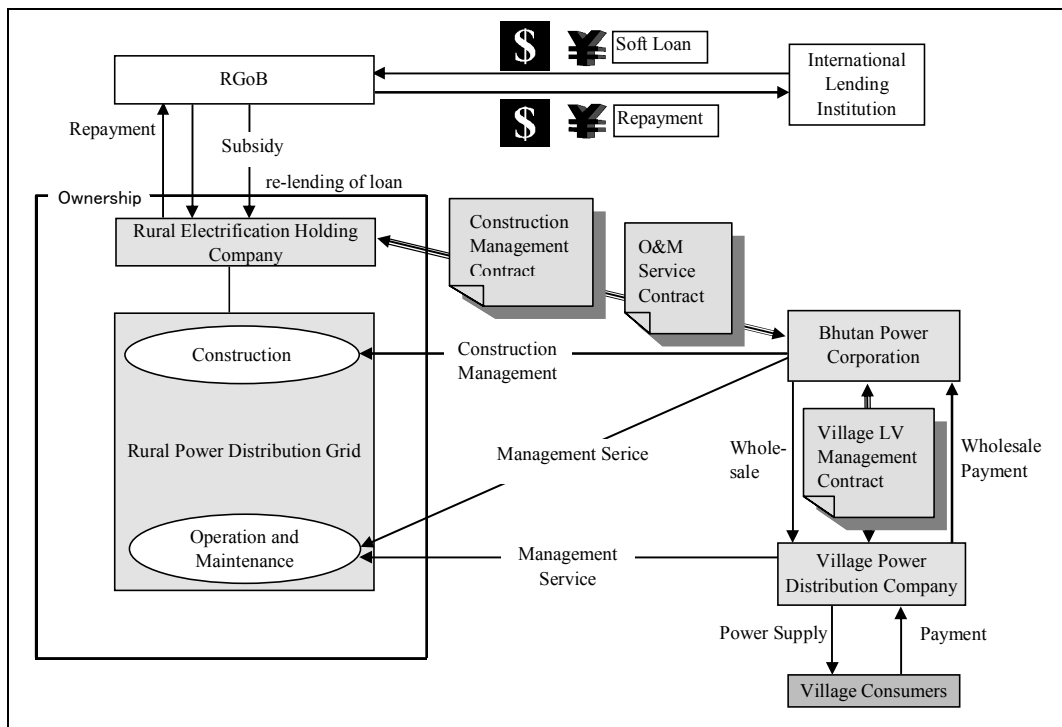 $ ¥ Soft Loan
RGoB
International
Lending
Institution
$ ¥ Repayment
Repayment
Subsidy
re-lending of loan
Ownership
Rural Electrification Holding
Company
Construction
Management
Contract
O&M
Service
Contract
Bhutan Power
Corporation
Construction
Construction
Management
Rural Power Distribution Grid
Management Serice
Whole-
sale
Village LV
Management
Contract
Wholesale
Payment
Operation and
Maintenance
Management
Service
Village Power
Distribution Company
Power Supply
Payment
Village Consumers